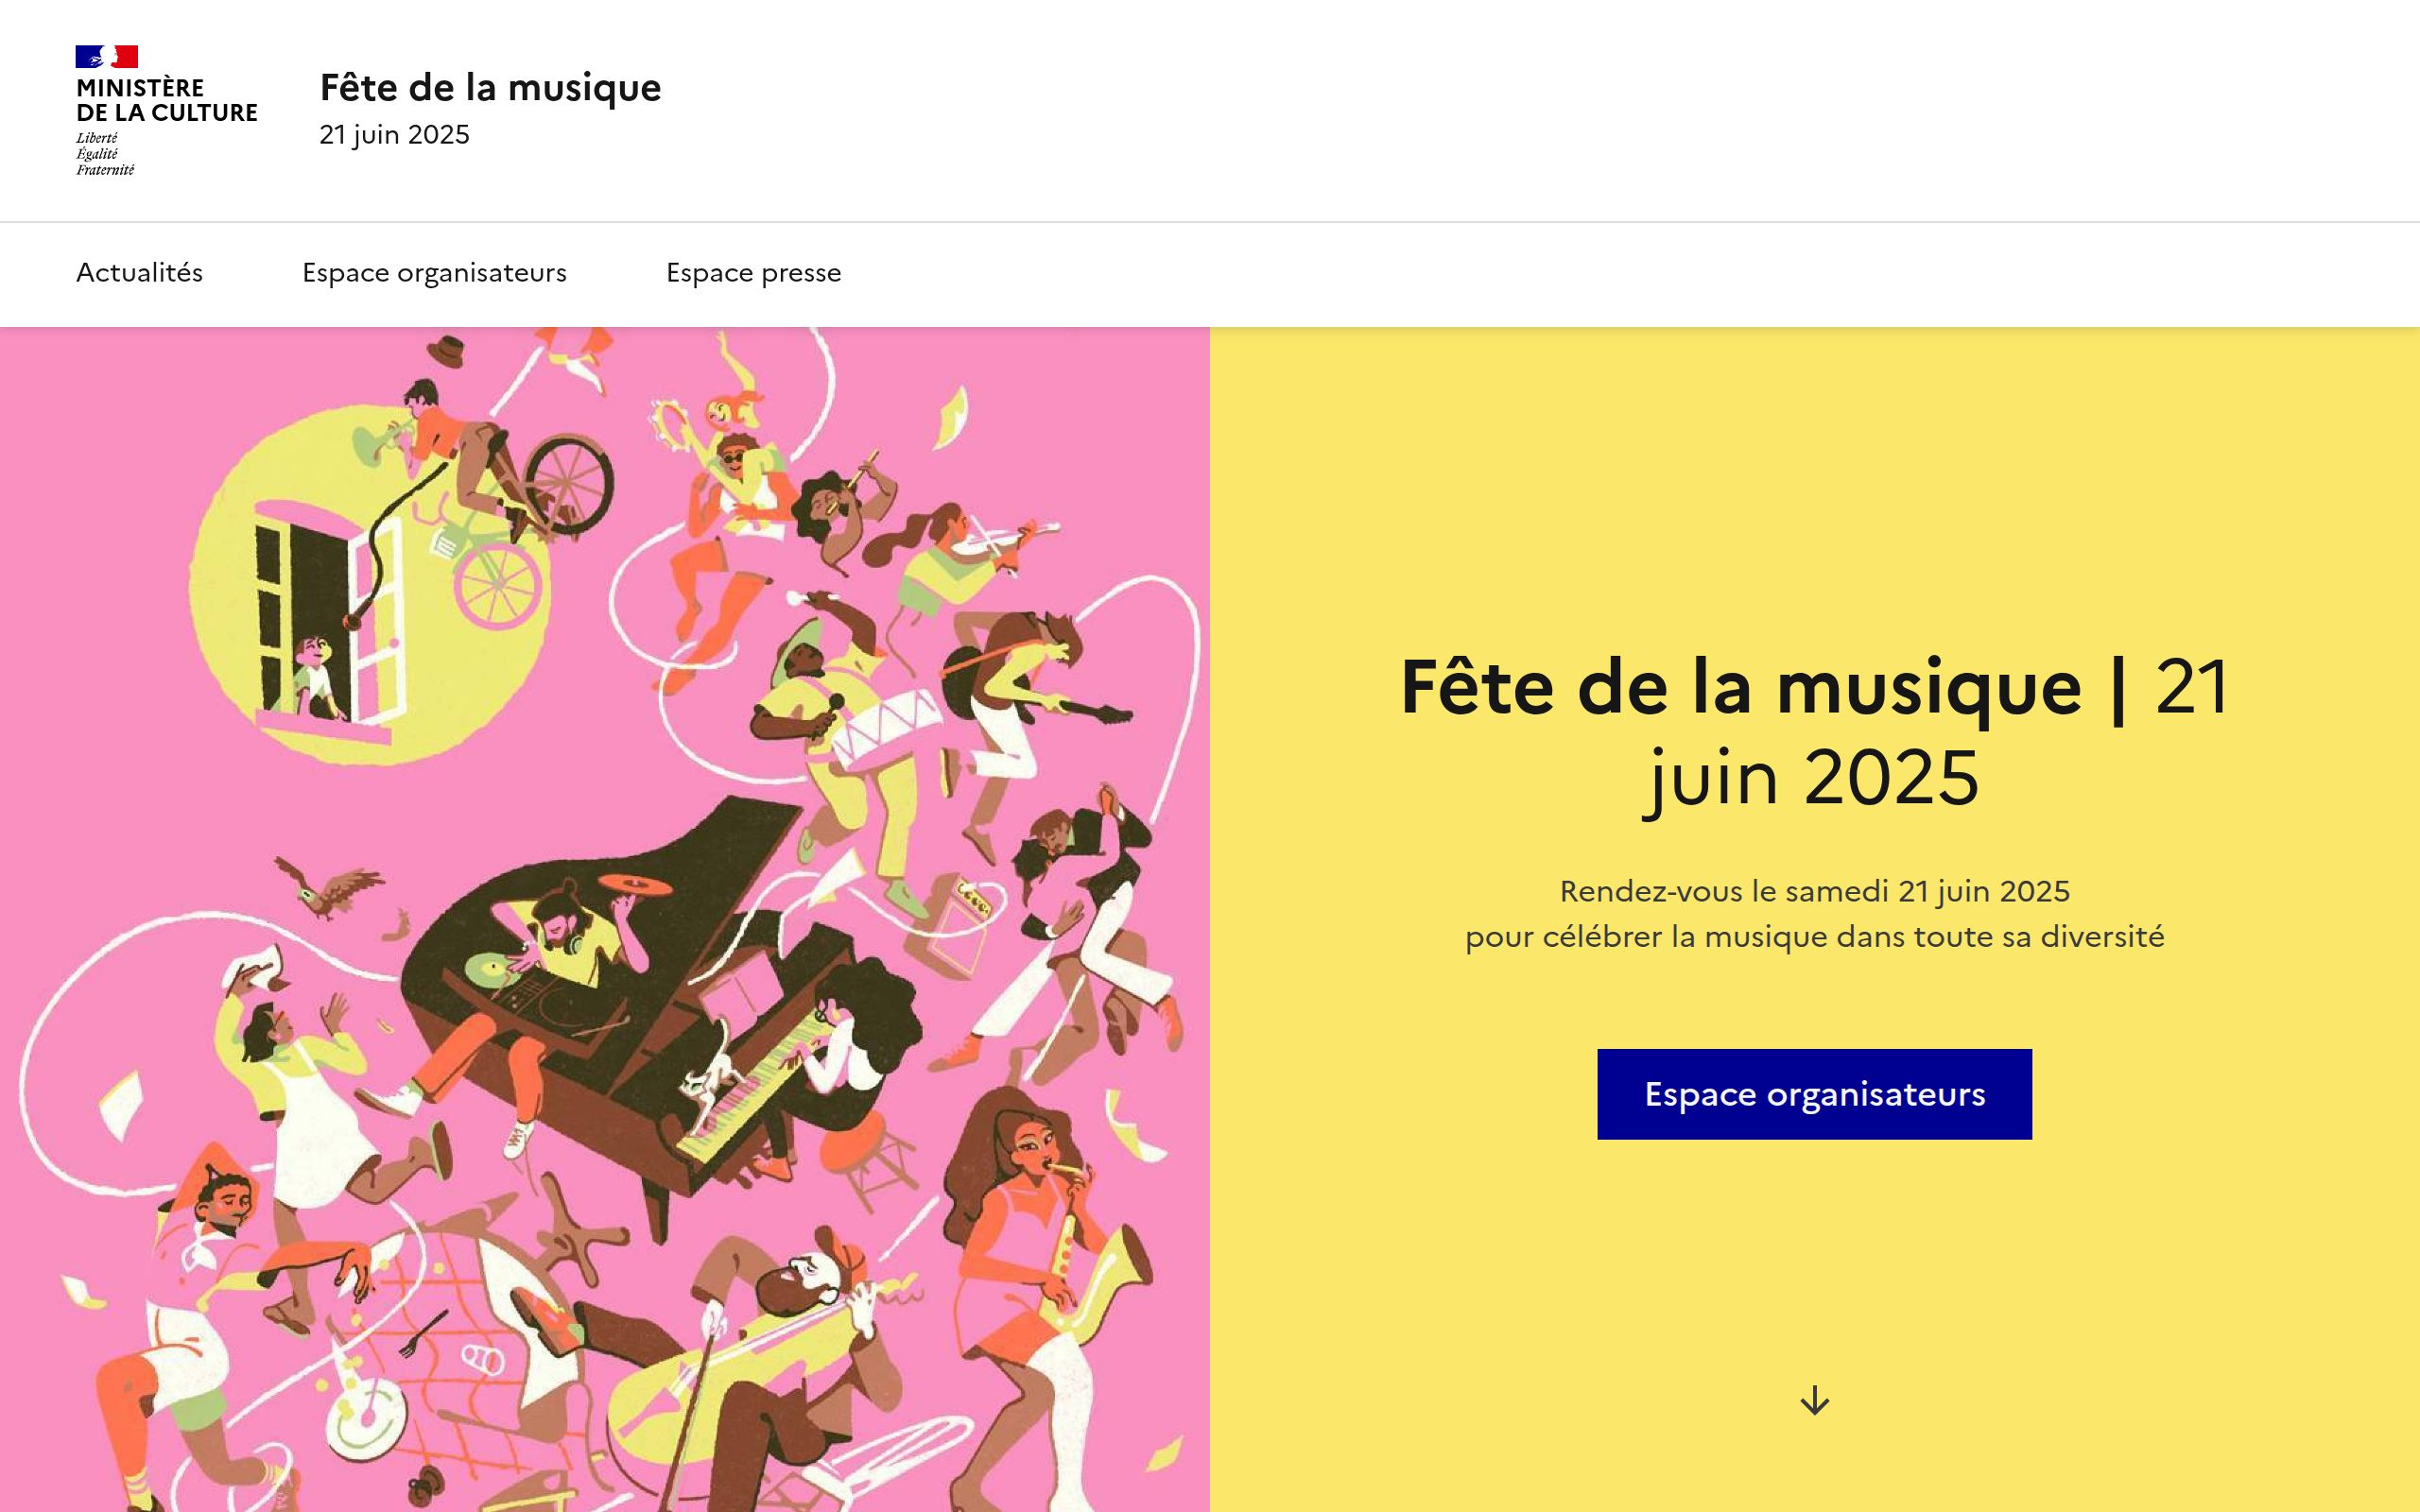 MINISTÈRE
DE LA CULTURE
Liberté
Égalité
Fraternité
Fête de la musique
21 juin 2025
Actualités
Espace organisateurs
Espace presse
Fête de la musique | 21
juin 2025
Rendez-vous le samedi 21 juin 2025
pour célébrer la musique dans toute sa diversité
Espace organisateurs